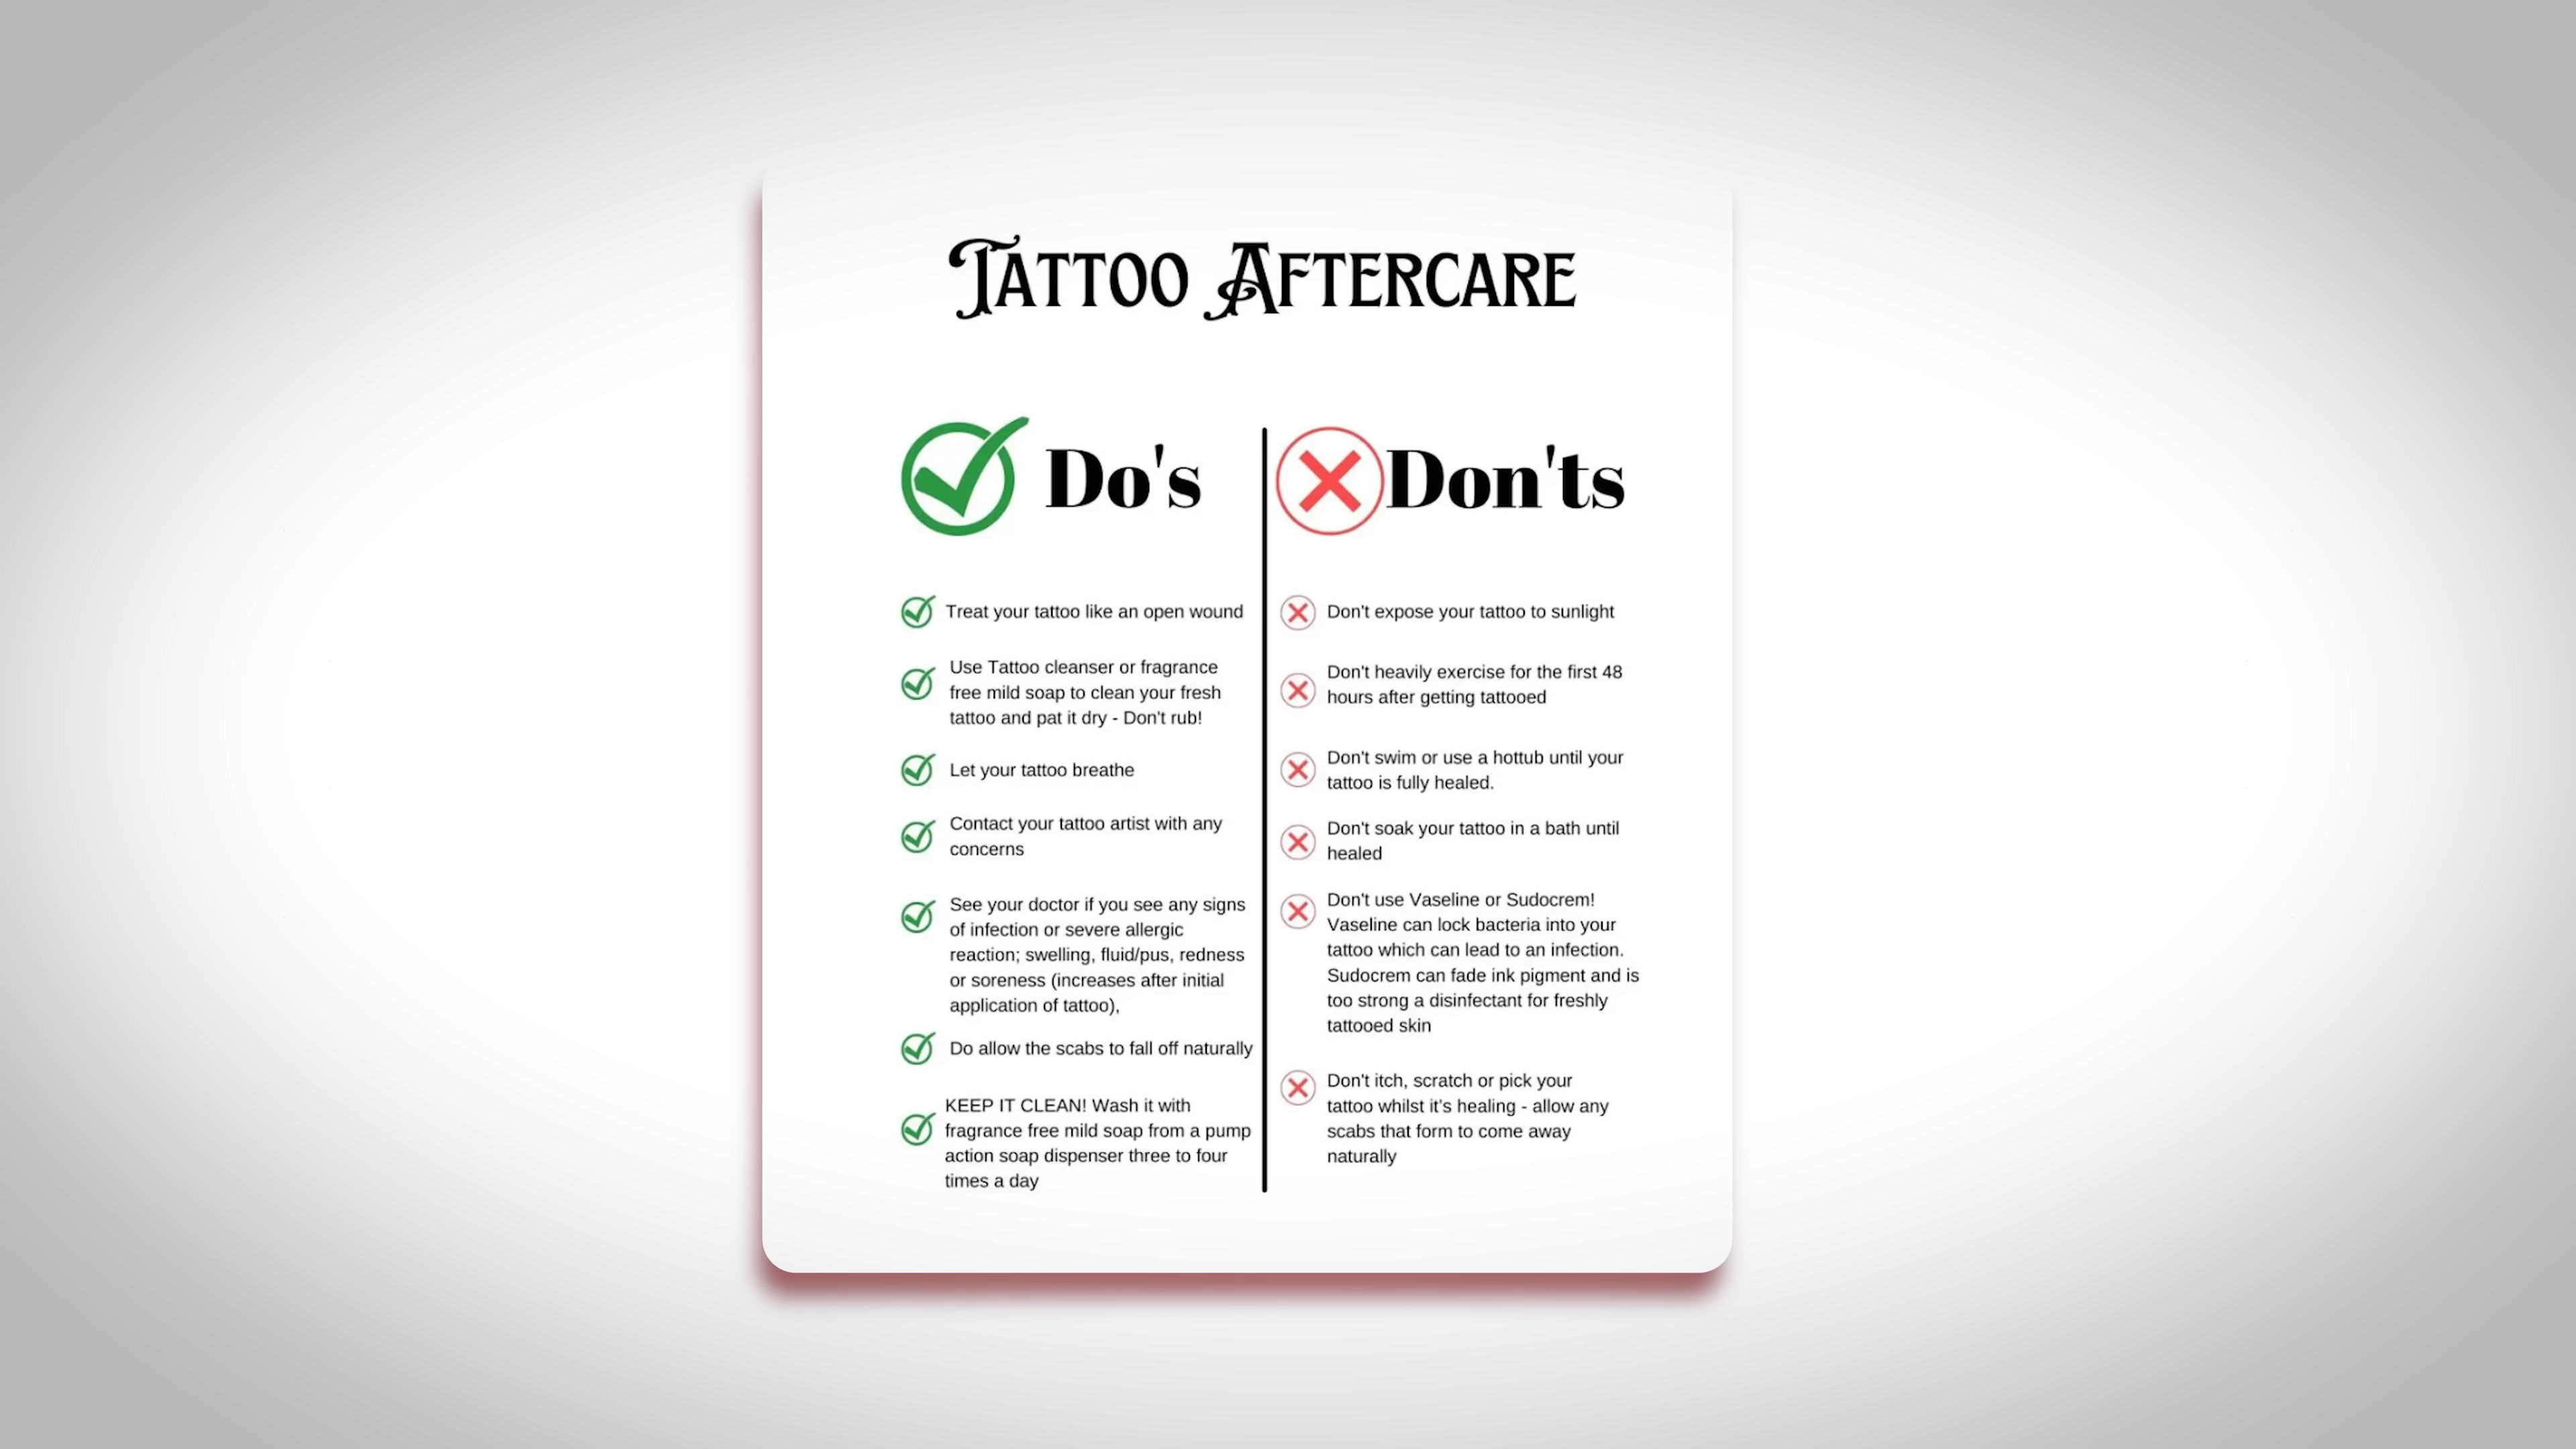 Tattoo Aftercare
Do's
Treat your tattoo like an open wound
Use Tattoo cleanser or fragrance
free mild soap to clean your fresh
tattoo and pat it dry - Don't rub!
Let your tattoo breathe
Contact your tattoo artist with any
concerns
See your doctor if you see any signs
of infection or severe allergic
reaction; swelling, fluid/pus, redness
or soreness (increases after initial
application of tattoo),
Do allow the scabs to fall off naturally
KEEP IT CLEAN! Wash it with
fragrance free mild soap from a pump
action soap dispenser three to four
times a day
Don'ts
Don't expose your tattoo to sunlight
Don't heavily exercise for the first 48
hours after getting tattooed
Don't swim or use a hottub until your
tattoo is fully healed.
Don't soak your tattoo in a bath until
healed
Don't use Vaseline or Sudocrem!
Vaseline can lock bacteria into your
tattoo which can lead to an infection.
Sudocrem can fade ink pigment and is
too strong a disinfectant for freshly
tattooed skin
Don't itch, scratch or pick your
tattoo whilst it's healing - allow any
scabs that form to come away
naturally